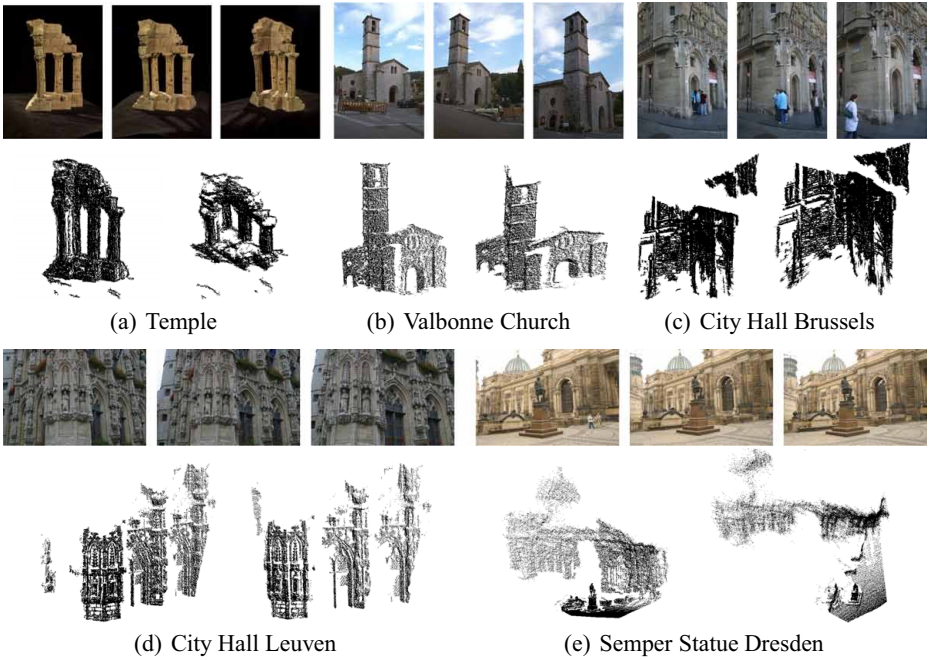 (a) Temple
(b) Valbonne Church
(c) City Hall Brussels
(d) City Hall Leuven
(e) Semper Statue Dresden